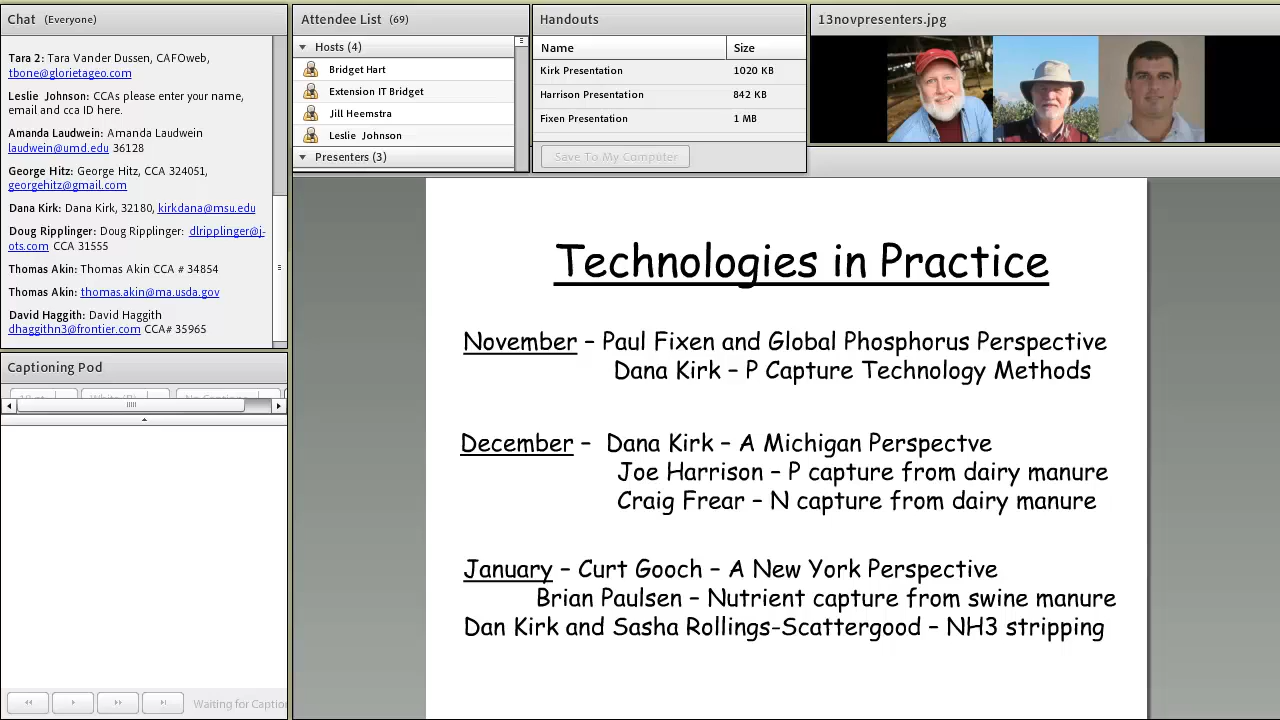 Chat (Everyone)
Tara 2: Tara Vander Dussen, CAFOweb,
tbone@glorietageo.com
Leslie Johnson: CCAs please enter your name,
email and cca ID here.
Amanda Laudwein: Amanda Laudwein
laudwein@umd.edu 36128
George Hitz: George Hitz, CCA 324051,
georgehitz@gmail.com
Dana Kirk: Dana Kirk, 32180, kirkdana@msu.edu
Doug Ripplinger: Doug Ripplinger: dlripplinger@j-
ots.com CCA 31555
Thomas Akin: Thomas Akin CCA # 34854
Thomas Akin: thomas.akin@ma.usda.gov
David Haggith: David Haggith
dhaggithn3@frontier.com CCA# 35965
Captioning Pod
Waiting for Captio
Attendee List (69)
Hosts (4)
Bridget Hart
Extension IT Bridget
Jill Heemstra
Leslie Johnson
Presenters (3)
Handouts
Name Size
Kirk Presentation 1020 KB
Harrison Presentation 842 KB
Fixen Presentation 1 MB
Save To My Computer
13novpresenters.jpg
Technologies in Practice
November – Paul Fixen and Global Phosphorus Perspective
Dana Kirk – P Capture Technology Methods
December – Dana Kirk – A Michigan Perspectve
Joe Harrison – P capture from dairy manure
Craig Frear – N capture from dairy manure
January – Curt Gooch – A New York Perspective
Brian Paulsen – Nutrient capture from swine manure
Dan Kirk and Sasha Rollings-Scattergood – NH3 stripping